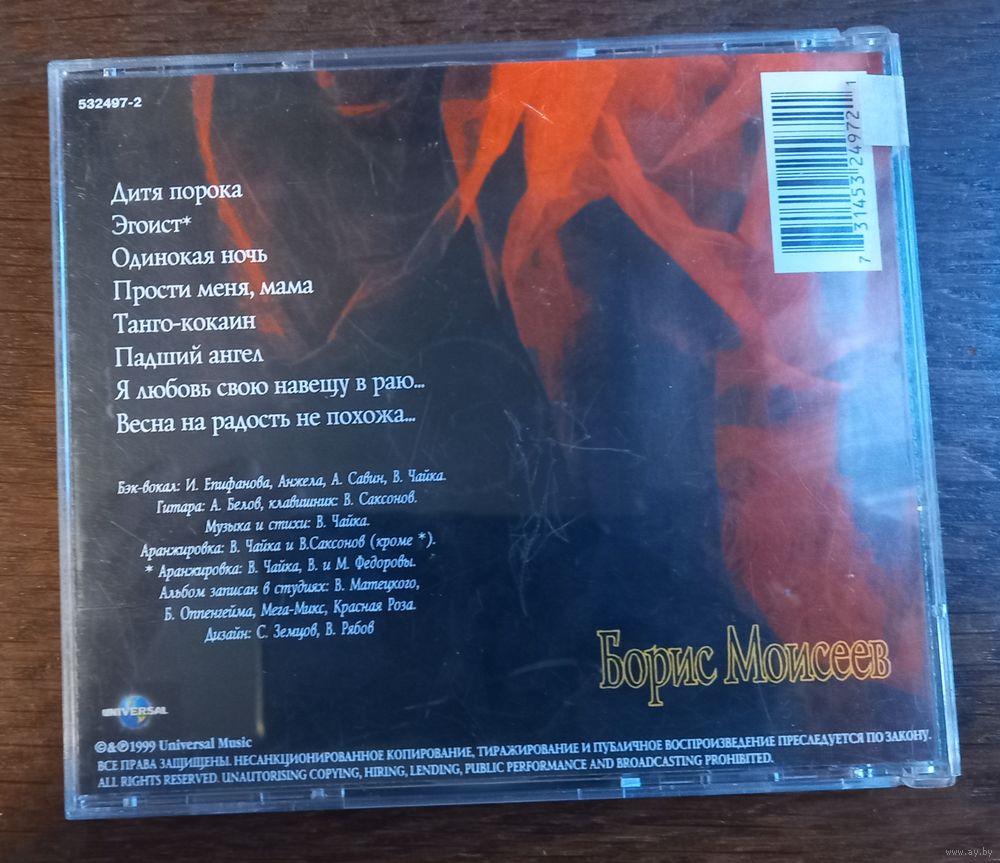 532497-2
7 31453 24972 1
Дитя порока
Эгоист*
Одинокая ночь
Прости меня, мама
Танго-кокаин
Падший ангел
Я любовь свою навещу в раю...
Весна на радость не похожа...
Бэк-вокал: И. Епифанова, Анжела, А. Савин, В. Чайка.
Гитара: А. Белов, клавишник: В. Саксонов.
Музыка и стихи: В. Чайка.
Аранжировка: В. Чайка и В.Саксонов (кроме *).
* Аранжировка: В. Чайка, В. и М. Федоровы.
Альбом записан в студиях: В. Матецкого,
Б. Оппенгейма, Мега-Микс, Красная Роза.
Дизайн: С. Земцов, В. Рябов
Борис Моисеев
UNIVERSAL
©&℗1999 Universal Music
ВСЕ ПРАВА ЗАЩИЩЕНЫ. НЕСАНКЦИОНИРОВАННОЕ КОПИРОВАНИЕ, ТИРАЖИРОВАНИЕ И ПУБЛИЧНОЕ ВОСПРОИЗВЕДЕНИЕ ПРЕСЛЕДУЕТСЯ ПО ЗАКОНУ.
ALL RIGHTS RESERVED. UNAUTORISING COPYING, HIRING, LENDING, PUBLIC PERFORMANCE AND BROADCASTING PROHIBITED.
www.ay.by